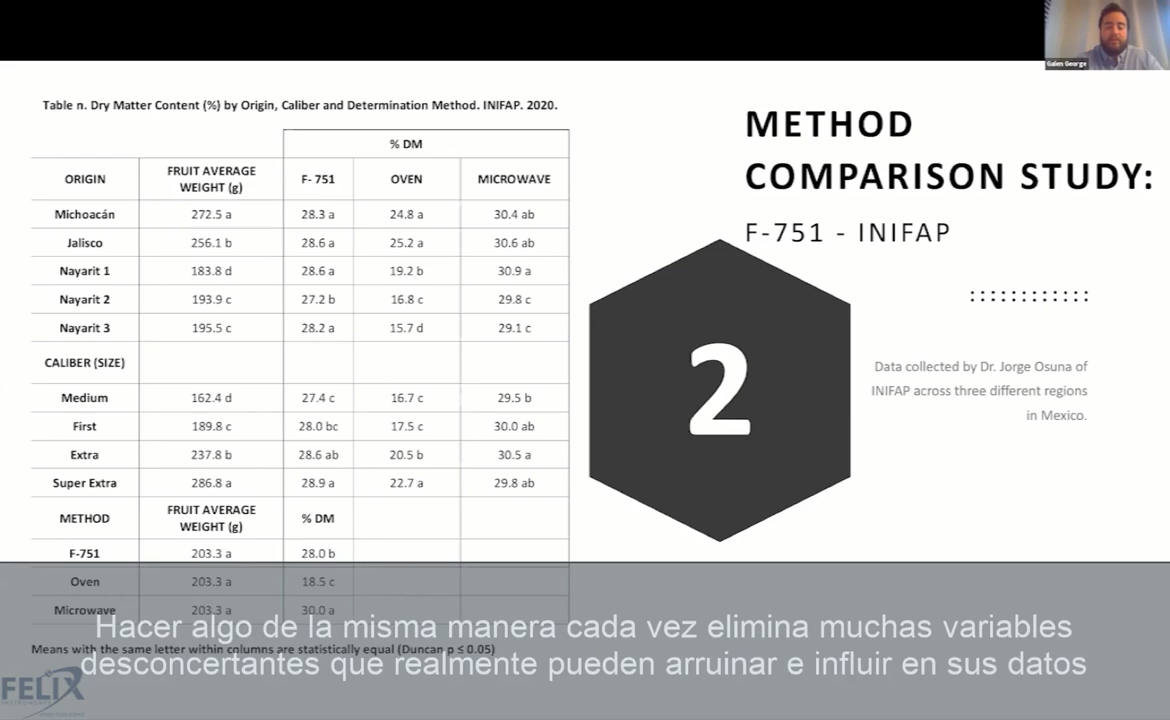 Galen George
Table n. Dry Matter Content (%) by Origin, Caliber and Determination Method. INIFAP. 2020.
% DM
ORIGIN FRUIT AVERAGE WEIGHT (g) F- 751 OVEN MICROWAVE
Michoacán 272.5 a 28.3 a 24.8 a 30.4 ab
Jalisco 256.1 b 28.6 a 25.2 a 30.6 ab
Nayarit 1 183.8 d 28.6 a 19.2 b 30.9 a
Nayarit 2 193.9 c 27.2 b 16.8 c 29.8 c
Nayarit 3 195.5 c 28.2 a 15.7 d 29.1 c
CALIBER (SIZE)
Medium 162.4 d 27.4 c 16.7 c 29.5 b
First 189.8 c 28.0 bc 17.5 c 30.0 ab
Extra 237.8 b 28.6 ab 20.5 b 30.5 a
Super Extra 286.8 a 28.9 a 22.7 a 29.8 ab
METHOD FRUIT AVERAGE WEIGHT (g) % DM
F-751 203.3 a 28.0 b
Oven 203.3 a 18.5 c
Microwave 203.3 a 30.0 a
Means with the same letter within columns are statistically equal (Duncan p ≤ 0.05)
METHOD
COMPARISON STUDY:
F-751 - INIFAP
2
Data collected by Dr. Jorge Osuna of
INIFAP across three different regions
in Mexico.
Hacer algo de la misma manera cada vez elimina muchas variables
desconcertantes que realmente pueden arruinar e influir en sus datos
FELIX
INSTRUMENTS